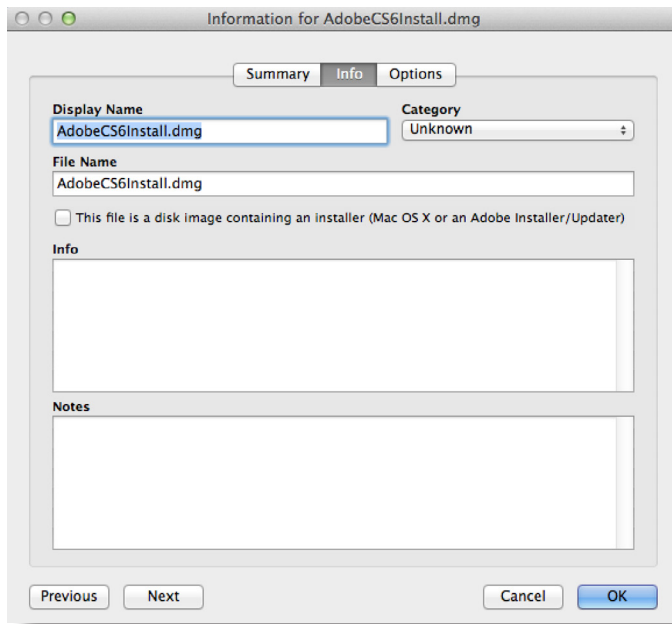 Information for AdobeCS6Install.dmg
Summary Info Options
Display Name Category
AdobeCS6Install.dmg Unknown
File Name
AdobeCS6Install.dmg
This file is a disk image containing an installer (Mac OS X or an Adobe Installer/Updater)
Info
Notes
Previous Next Cancel OK